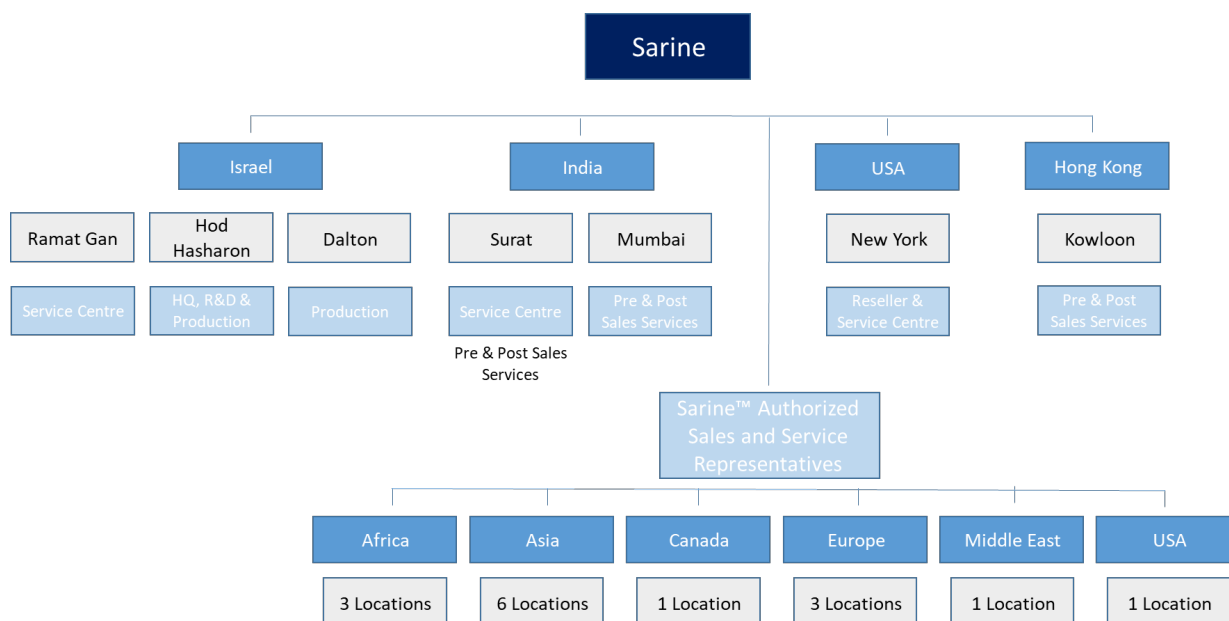 Sarine
Israel
India
USA
Hong Kong
Ramat Gan
Hod
Hasharon
Dalton
Surat
Mumbai
New York
Kowloon
Service Centre
HQ, R&D &
Production
Production
Service Centre
Pre & Post
Sales Services
Reseller &
Service Centre
Pre & Post
Sales Services
Pre & Post Sales
Services
Sarine™ Authorized
Sales and Service
Representatives
Africa
Asia
Canada
Europe
Middle East
USA
3 Locations
6 Locations
1 Location
3 Locations
1 Location
1 Location